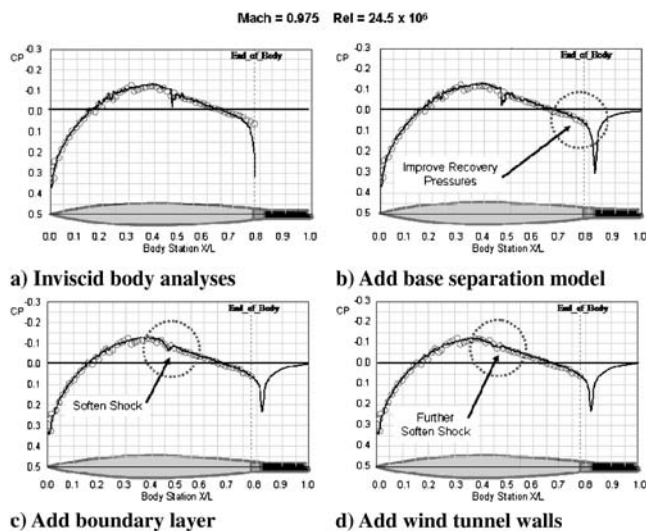 Mach = 0.975 Rel = 24.5 x 10⁶
-0.3
CP
-0.2
-0.1
0.0
0.1
0.2
0.3
0.4
0.5
End_of_Body
0.0 0.1 0.2 0.3 0.4 0.5 0.6 0.7 0.8 0.9 1.0
Body Station X/L
a) Inviscid body analyses
-0.3
CP
-0.2
-0.1
0.0
0.1
0.2
0.3
0.4
0.5
End_of_Body
Improve Recovery
Pressures
0.0 0.1 0.2 0.3 0.4 0.5 0.6 0.7 0.8 0.9 1.0
Body Station X/L
b) Add base separation model
-0.3
CP
-0.2
-0.1
0.0
0.1
0.2
0.3
0.4
0.5
End_of_Body
Soften Shock
0.0 0.1 0.2 0.3 0.4 0.5 0.6 0.7 0.8 0.9 1.0
Body Station X/L
c) Add boundary layer
-0.3
CP
-0.2
-0.1
0.0
0.1
0.2
0.3
0.4
0.5
End_of_Body
Further
Soften Shock
0.0 0.1 0.2 0.3 0.4 0.5 0.6 0.7 0.8 0.9 1.0
Body Station X/L
d) Add wind tunnel walls